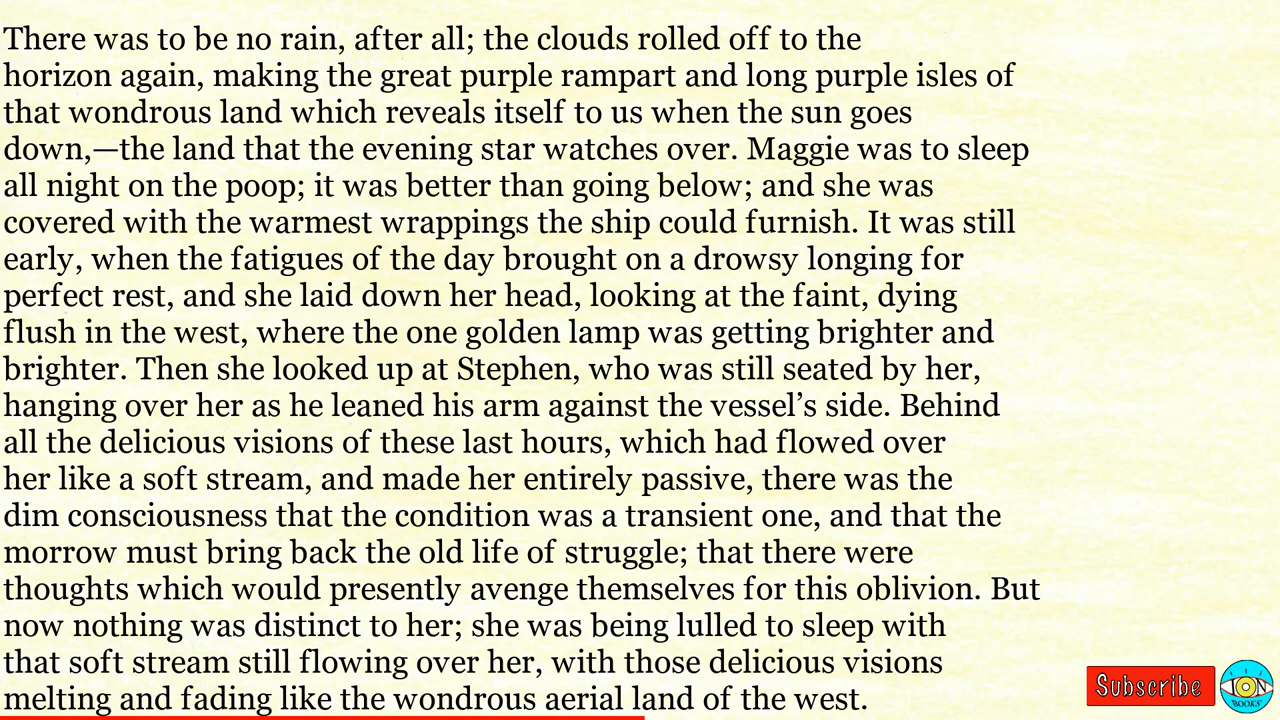 There was to be no rain, after all; the clouds rolled off to the
horizon again, making the great purple rampart and long purple isles of
that wondrous land which reveals itself to us when the sun goes
down,—the land that the evening star watches over. Maggie was to sleep
all night on the poop; it was better than going below; and she was
covered with the warmest wrappings the ship could furnish. It was still
early, when the fatigues of the day brought on a drowsy longing for
perfect rest, and she laid down her head, looking at the faint, dying
flush in the west, where the one golden lamp was getting brighter and
brighter. Then she looked up at Stephen, who was still seated by her,
hanging over her as he leaned his arm against the vessel’s side. Behind
all the delicious visions of these last hours, which had flowed over
her like a soft stream, and made her entirely passive, there was the
dim consciousness that the condition was a transient one, and that the
morrow must bring back the old life of struggle; that there were
thoughts which would presently avenge themselves for this oblivion. But
now nothing was distinct to her; she was being lulled to sleep with
that soft stream still flowing over her, with those delicious visions
melting and fading like the wondrous aerial land of the west.
Subscribe
I
ION
BOOKS